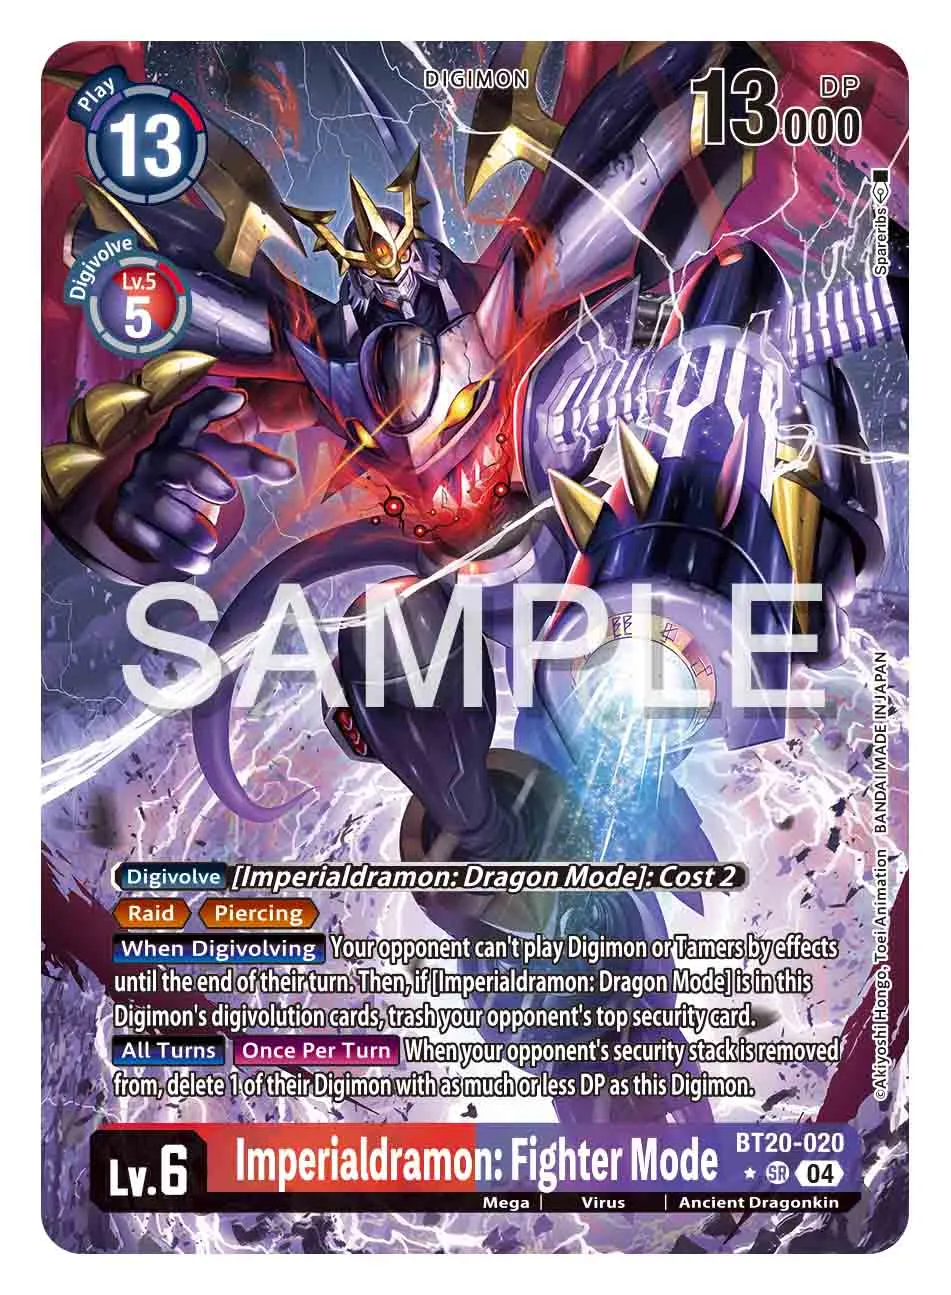 DIGIMON
Play
13
13000
DP
Digivolve
Lv.5
5
Spareribs
SAMPLE
BANDAI MADE IN JAPAN
©Akiyoshi Hongo, Toei Animation
Digivolve [Imperialdramon: Dragon Mode]: Cost 2
Raid Piercing
When Digivolving Your opponent can't play Digimon or Tamers by effects
until the end of their turn. Then, if [Imperialdramon: Dragon Mode] is in this
Digimon's digivolution cards, trash your opponent's top security card.
All Turns Once Per Turn When your opponent's security stack is removed
from, delete 1 of their Digimon with as much or less DP as this Digimon.
Lv.6 Imperialdramon: Fighter Mode
BT20-020
SR 04
Mega | Virus | Ancient Dragonkin